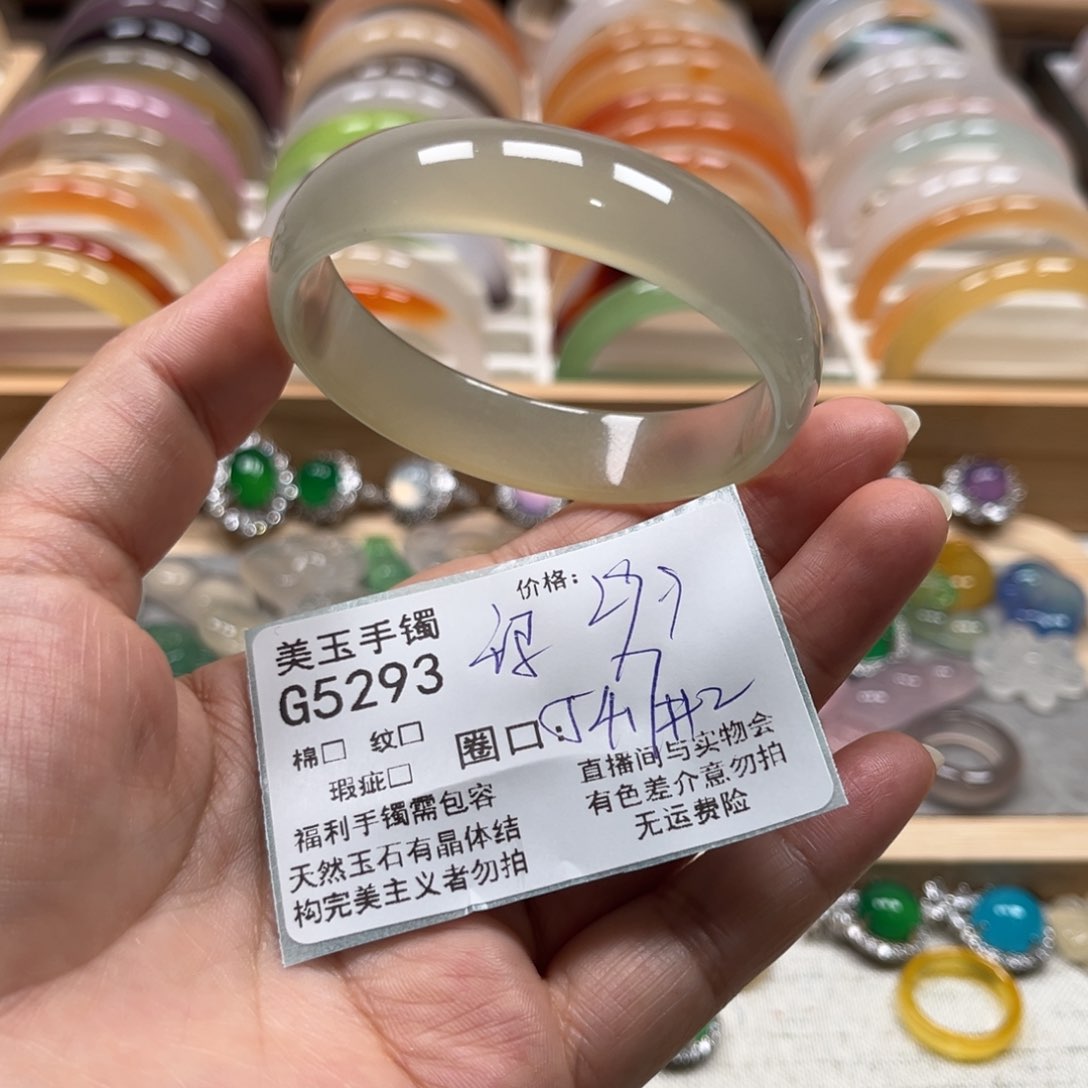 价格:
美玉手镯
G5293
棉□ 纹□
圈口:
瑕疵□
福利手镯需包容
天然玉石有晶体结
构完美主义者勿拍
直播间与实物会
有色差介意勿拍
无运费险